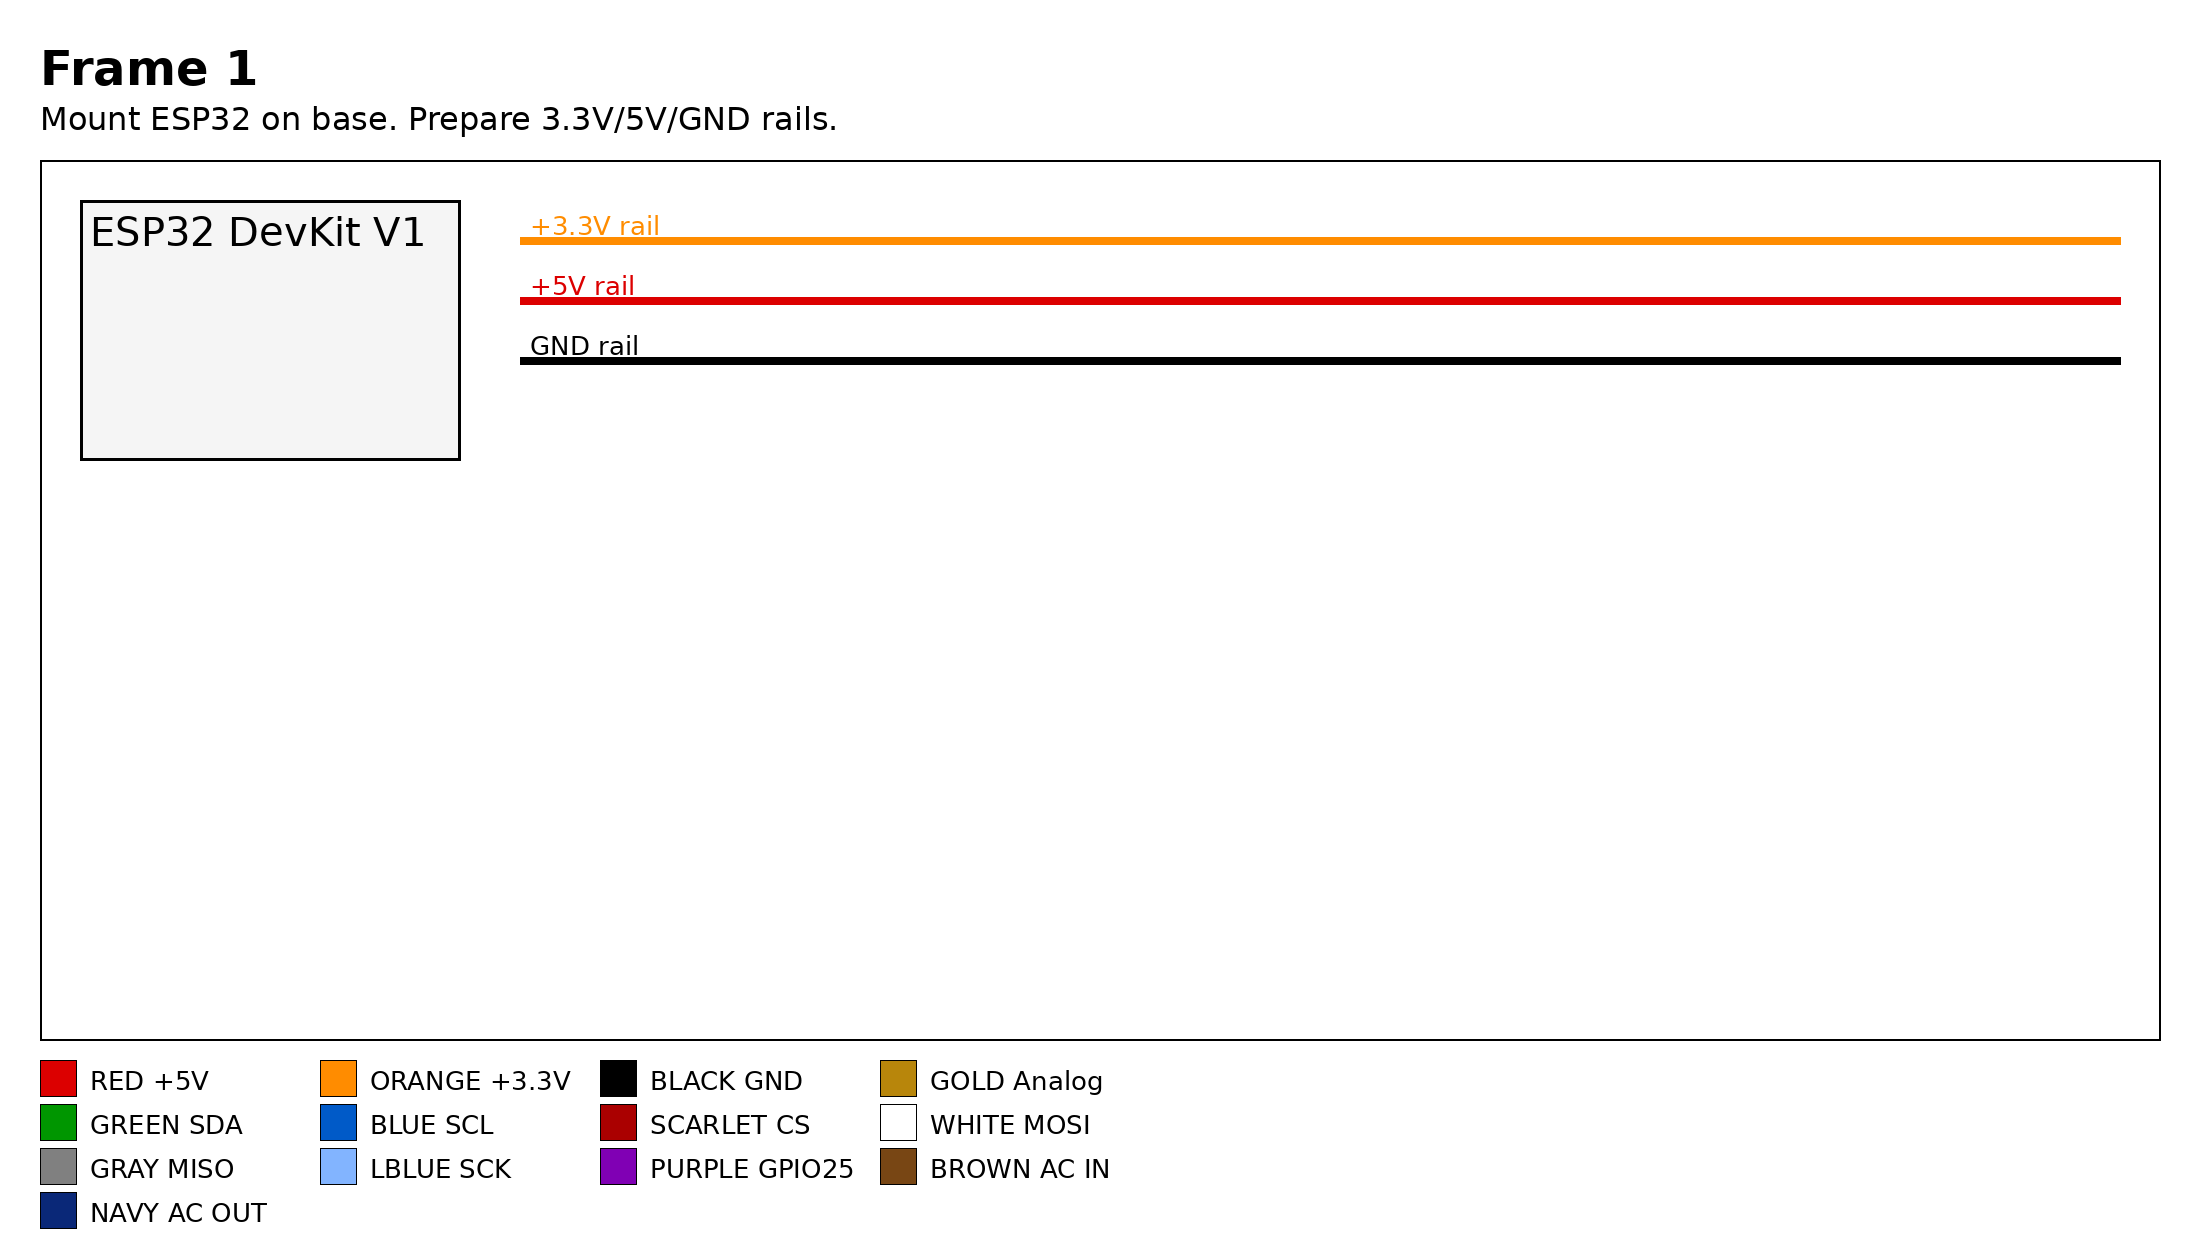 Frame 1
Mount ESP32 on base. Prepare 3.3V/5V/GND rails.
ESP32 DevKit V1
+3.3V rail
+5V rail
GND rail
RED +5V
ORANGE +3.3V
BLACK GND
GOLD Analog
GREEN SDA
BLUE SCL
SCARLET CS
WHITE MOSI
GRAY MISO
LBLUE SCK
PURPLE GPIO25
BROWN AC IN
NAVY AC OUT